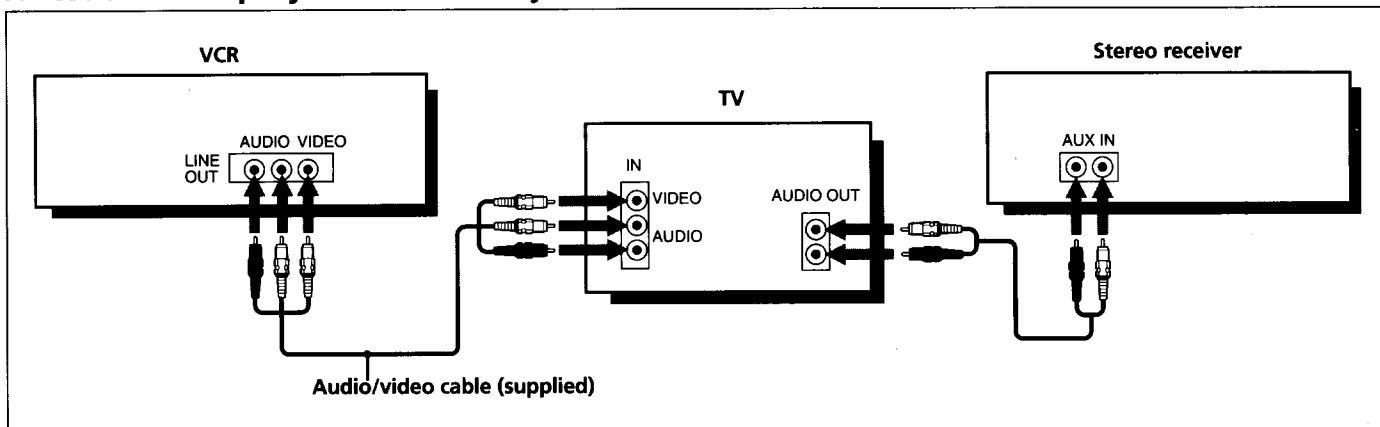 VCR
Stereo receiver
TV
AUDIO VIDEO
LINE
OUT
IN
VIDEO
AUDIO
AUDIO OUT
AUX IN
Audio/video cable (supplied)